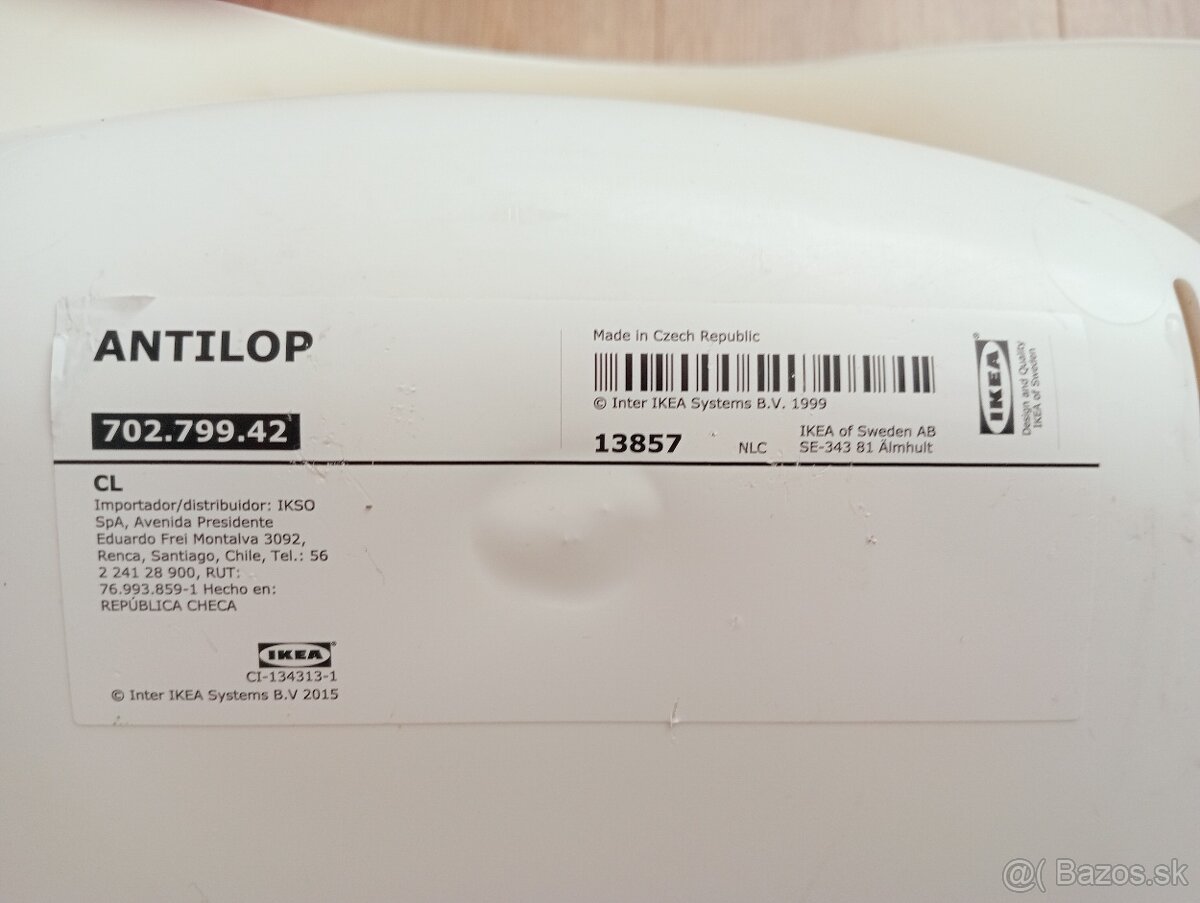 ANTILOP
702.799.42
Made in Czech Republic
© Inter IKEA Systems B.V. 1999
13857
NLC
IKEA of Sweden AB
SE-343 81 Älmhult
IKEA®
Design and Quality
IKEA of Sweden
CL
Importador/distribuidor: IKSO
SpA, Avenida Presidente
Eduardo Frei Montalva 3092,
Renca, Santiago, Chile, Tel.: 56
2 241 28 900, RUT:
76.993.859-1 Hecho en:
REPÚBLICA CHECA
IKEA®
CI-134313-1
© Inter IKEA Systems B.V 2015
@( Bazos.sk